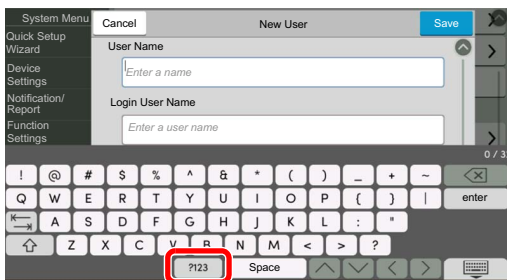 System Menu
Cancel
New User
Save
Quick Setup
Wizard
User Name
Device
Settings
Enter a name
Notification/
Report
Login User Name
Function
Settings
Enter a user name
0 / 3
! @ # $ % ^ & * ( ) _ + ~
Q W E R T Y U I O P { } | enter
A S D F G H J K L : "
Z X C V B N M < > ?
?123 Space